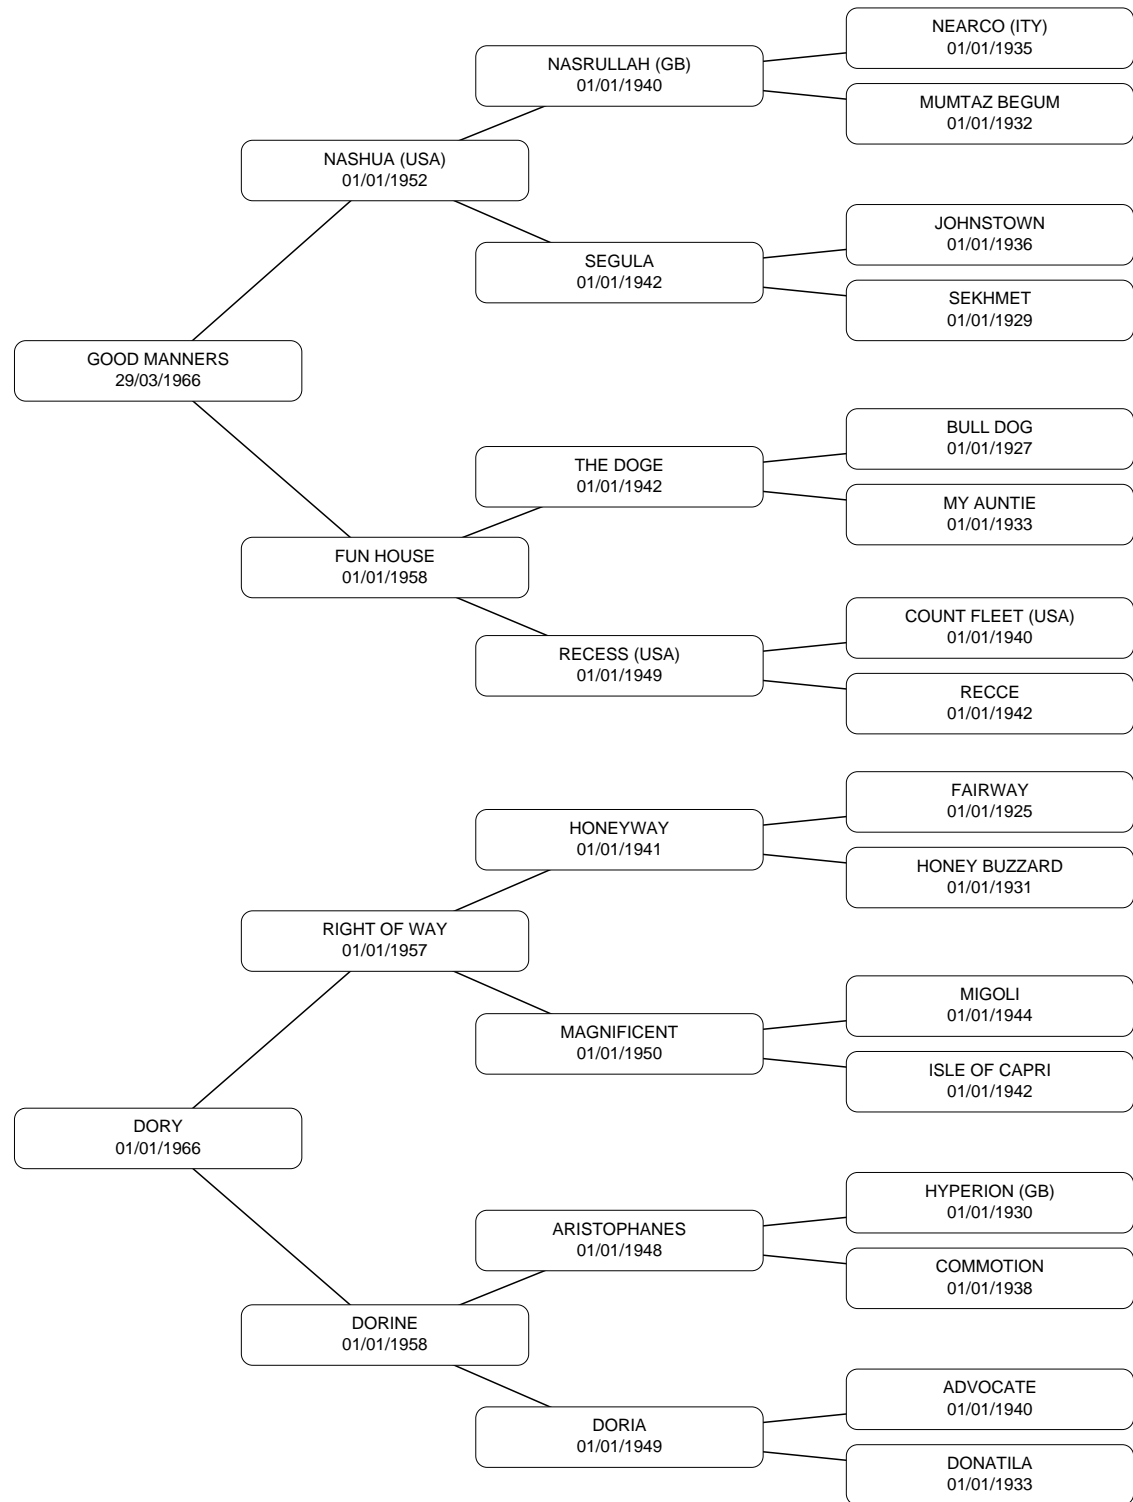 NEARCO (ITY)
01/01/1935
NASRULLAH (GB)
01/01/1940
MUMTAZ BEGUM
01/01/1932
NASHUA (USA)
01/01/1952
JOHNSTOWN
01/01/1936
SEGULA
01/01/1942
SEKHMET
01/01/1929
GOOD MANNERS
29/03/1966
BULL DOG
01/01/1927
THE DOGE
01/01/1942
MY AUNTIE
01/01/1933
FUN HOUSE
01/01/1958
COUNT FLEET (USA)
01/01/1940
RECESS (USA)
01/01/1949
RECCE
01/01/1942
FAIRWAY
01/01/1925
HONEYWAY
01/01/1941
HONEY BUZZARD
01/01/1931
RIGHT OF WAY
01/01/1957
MIGOLI
01/01/1944
MAGNIFICENT
01/01/1950
ISLE OF CAPRI
01/01/1942
DORY
01/01/1966
HYPERION (GB)
01/01/1930
ARISTOPHANES
01/01/1948
COMMOTION
01/01/1938
DORINE
01/01/1958
ADVOCATE
01/01/1940
DORIA
01/01/1949
DONATILA
01/01/1933